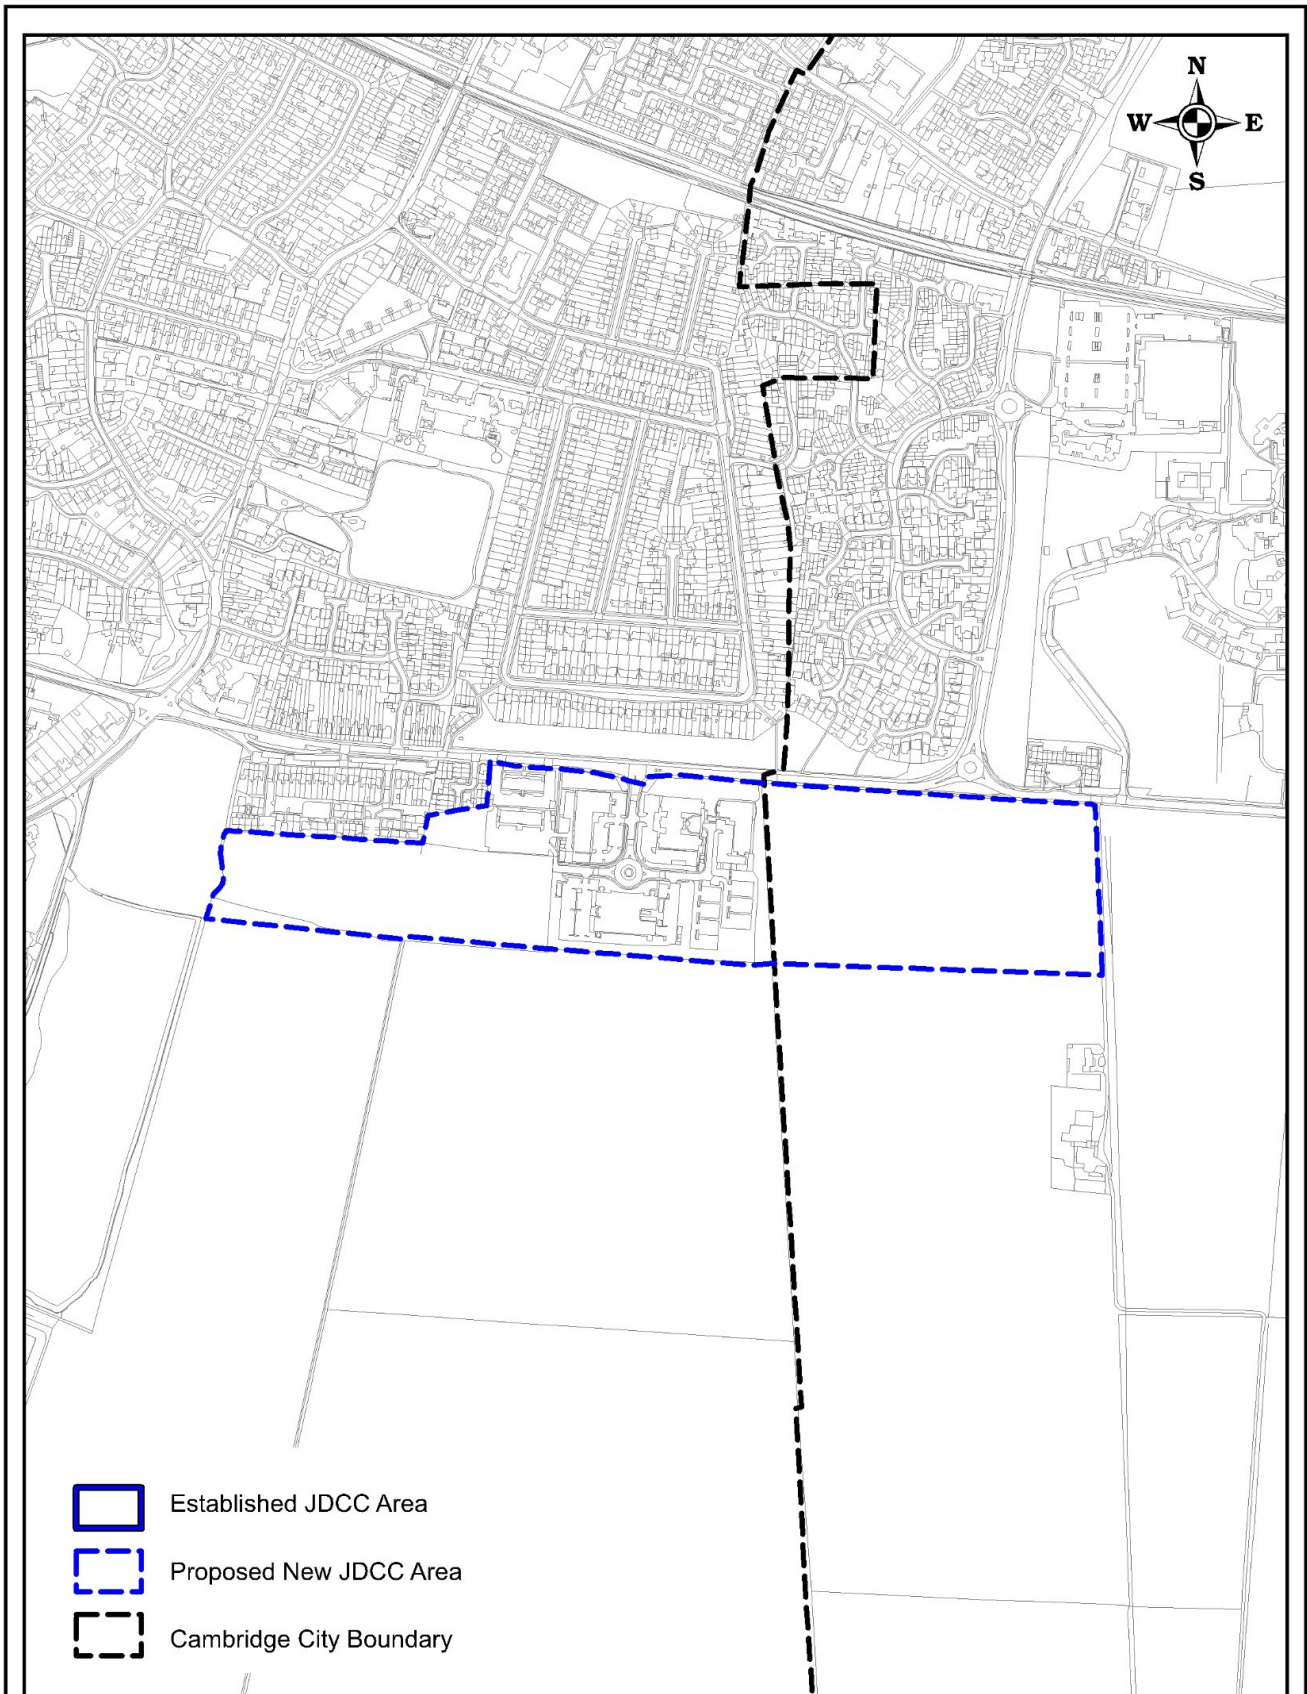 N
W E
S
Established JDCC Area
Proposed New JDCC Area
Cambridge City Boundary